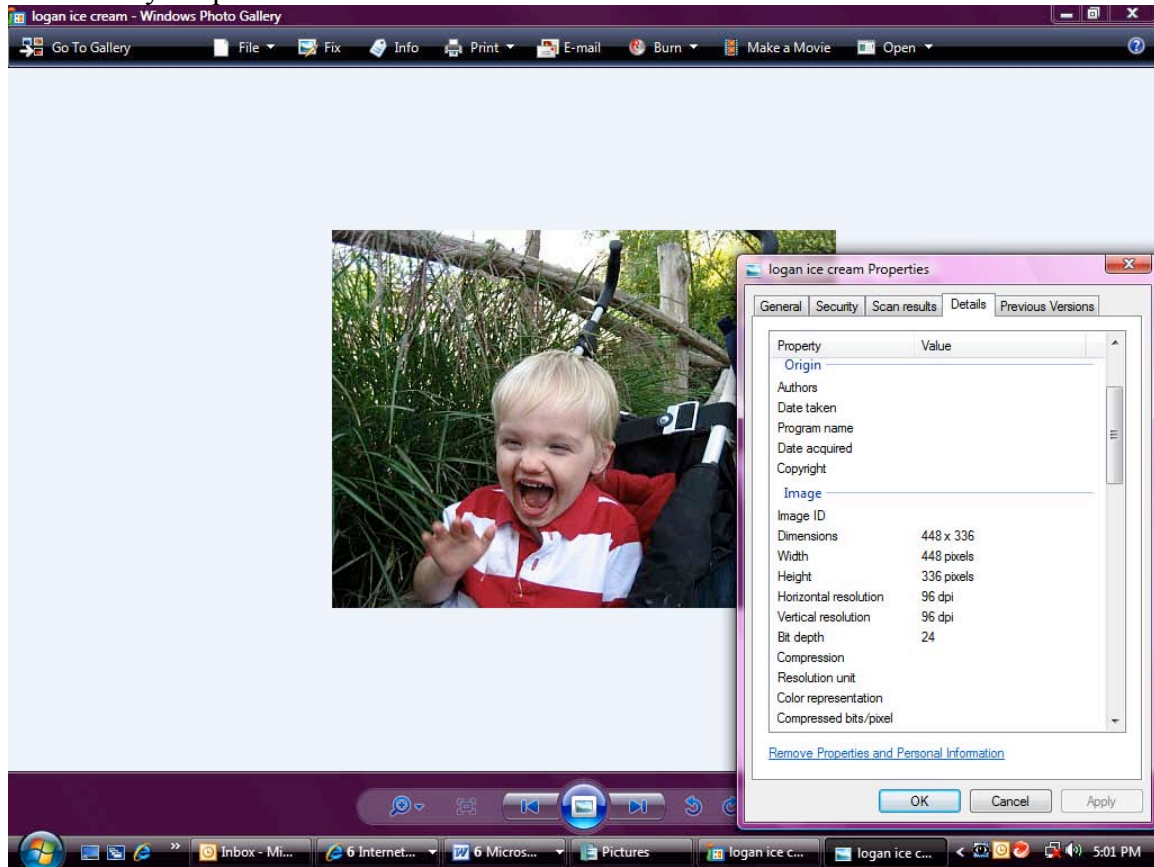 logan ice cream - Windows Photo Gallery
Go To Gallery File Fix Info Print E-mail Burn Make a Movie Open
logan ice cream Properties
General Security Scan results Details Previous Versions
Property Value
Origin
Authors
Date taken
Program name
Date acquired
Copyright
Image
Image ID
Dimensions 448 x 336
Width 448 pixels
Height 336 pixels
Horizontal resolution 96 dpi
Vertical resolution 96 dpi
Bit depth 24
Compression
Resolution unit
Color representation
Compressed bits/pixel
Remove Properties and Personal Information
OK Cancel Apply
Inbox - Mi... 6 Internet... 6 Micros... Pictures logan ice c... logan ice c... 5:01 PM